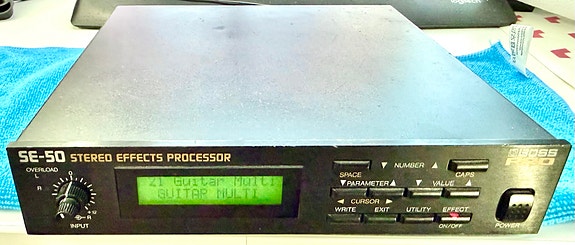 SE-50 STEREO EFFECTS PROCESSOR
BOSS
OVERLOAD
L
R
+12
R
INPUT
21 Guitar Multi
GUITAR MULTI
▼ NUMBER ▲
SPACE
CAPS
▼PARAMETER▲
▼ VALUE ▲
◄ CURSOR ►
WRITE EXIT UTILITY EFFECT
ON/OFF
POWER